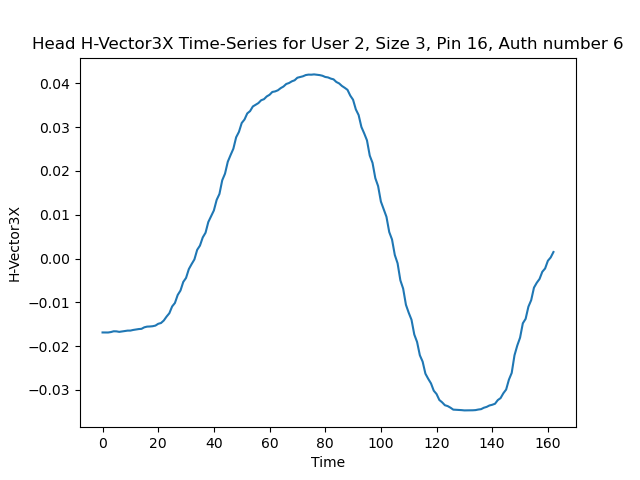 Head H-Vector3X Time-Series for User 2, Size 3, Pin 16, Auth number 6
0.04
0.03
0.02
0.01
0.00
−0.01
−0.02
−0.03
H-Vector3X
0 20 40 60 80 100 120 140 160
Time